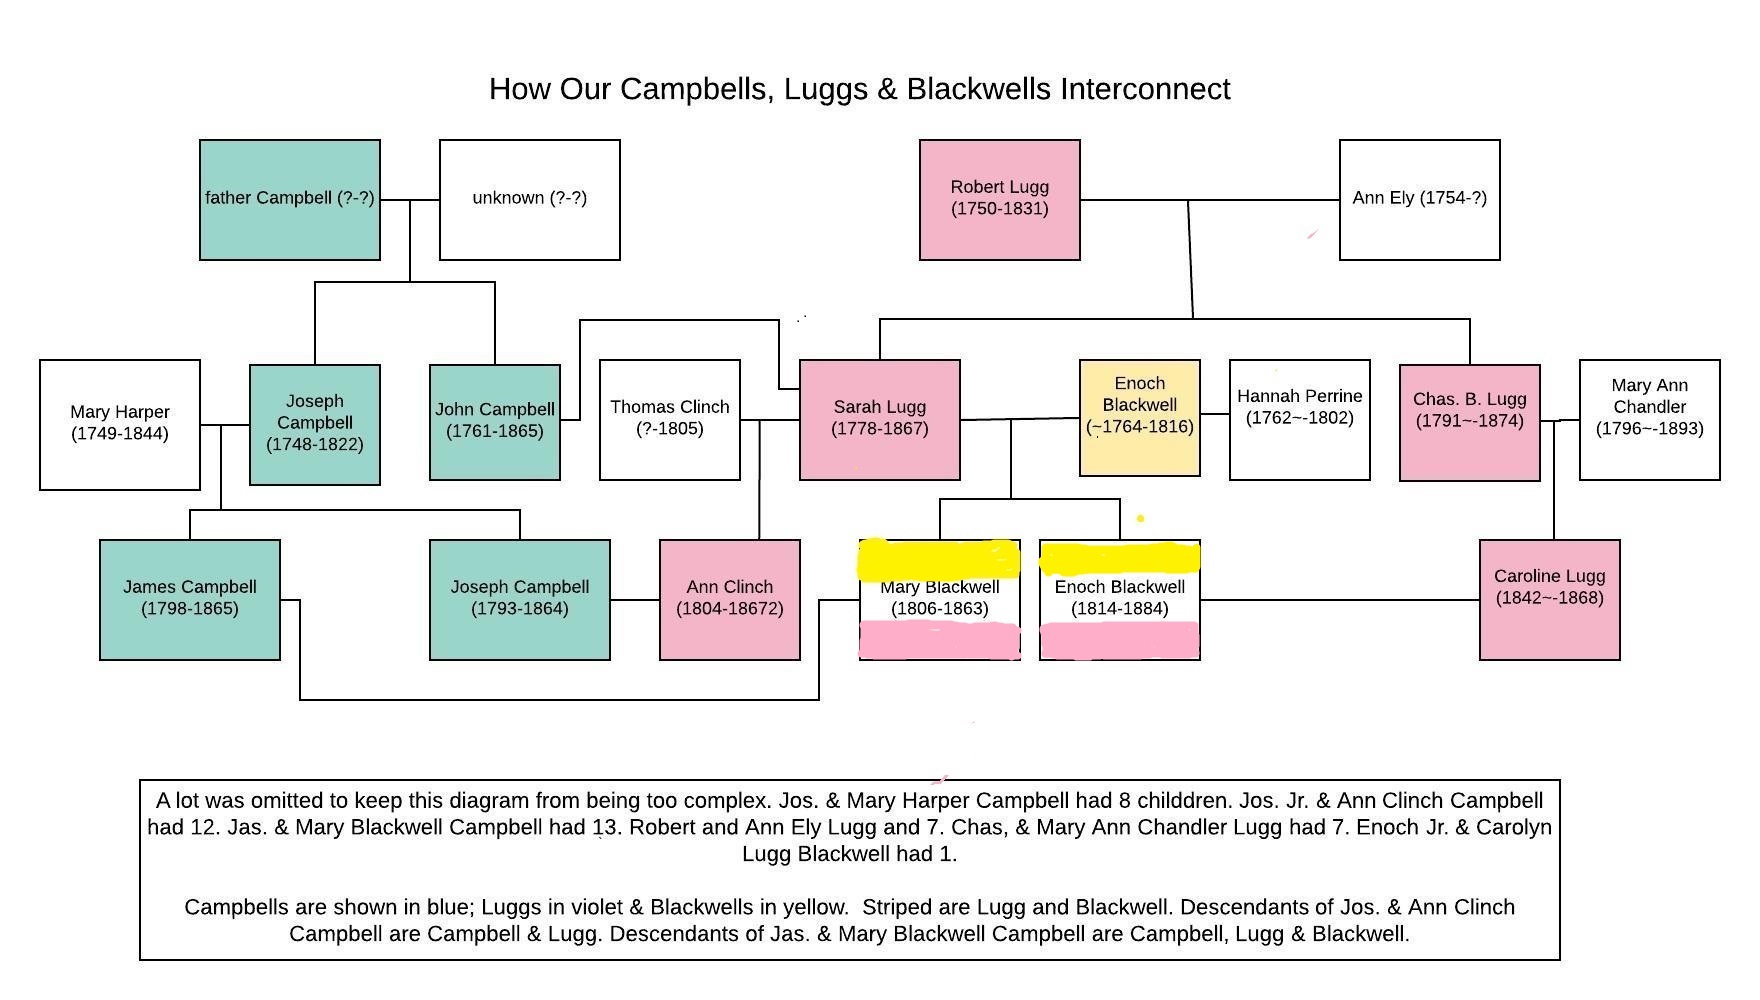 How Our Campbells, Luggs & Blackwells Interconnect
father Campbell (?-?)
unknown (?-?)
Robert Lugg
(1750-1831)
Ann Ely (1754-?)
Mary Harper
(1749-1844)
Joseph
Campbell
(1748-1822)
John Campbell
(1761-1865)
Thomas Clinch
(?-1805)
Sarah Lugg
(1778-1867)
Enoch
Blackwell
(~1764-1816)
Hannah Perrine
(1762~-1802)
Chas. B. Lugg
(1791~-1874)
Mary Ann
Chandler
(1796~-1893)
James Campbell
(1798-1865)
Joseph Campbell
(1793-1864)
Ann Clinch
(1804-18672)
Mary Blackwell
(1806-1863)
Enoch Blackwell
(1814-1884)
Caroline Lugg
(1842~-1868)
A lot was omitted to keep this diagram from being too complex. Jos. & Mary Harper Campbell had 8 childdren. Jos. Jr. & Ann Clinch Campbell
had 12. Jas. & Mary Blackwell Campbell had 13. Robert and Ann Ely Lugg and 7. Chas, & Mary Ann Chandler Lugg had 7. Enoch Jr. & Carolyn
Lugg Blackwell had 1.
Campbells are shown in blue; Luggs in violet & Blackwells in yellow. Striped are Lugg and Blackwell. Descendants of Jos. & Ann Clinch
Campbell are Campbell & Lugg. Descendants of Jas. & Mary Blackwell Campbell are Campbell, Lugg & Blackwell.